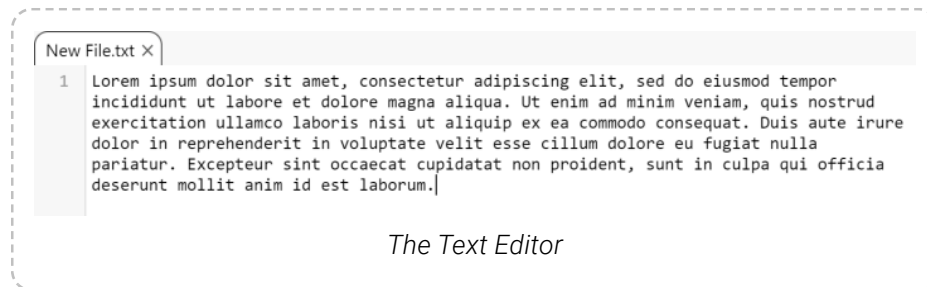 New File.txt ×
1 Lorem ipsum dolor sit amet, consectetur adipiscing elit, sed do eiusmod tempor
incididunt ut labore et dolore magna aliqua. Ut enim ad minim veniam, quis nostrud
exercitation ullamco laboris nisi ut aliquip ex ea commodo consequat. Duis aute irure
dolor in reprehenderit in voluptate velit esse cillum dolore eu fugiat nulla
pariatur. Excepteur sint occaecat cupidatat non proident, sunt in culpa qui officia
deserunt mollit anim id est laborum.
The Text Editor